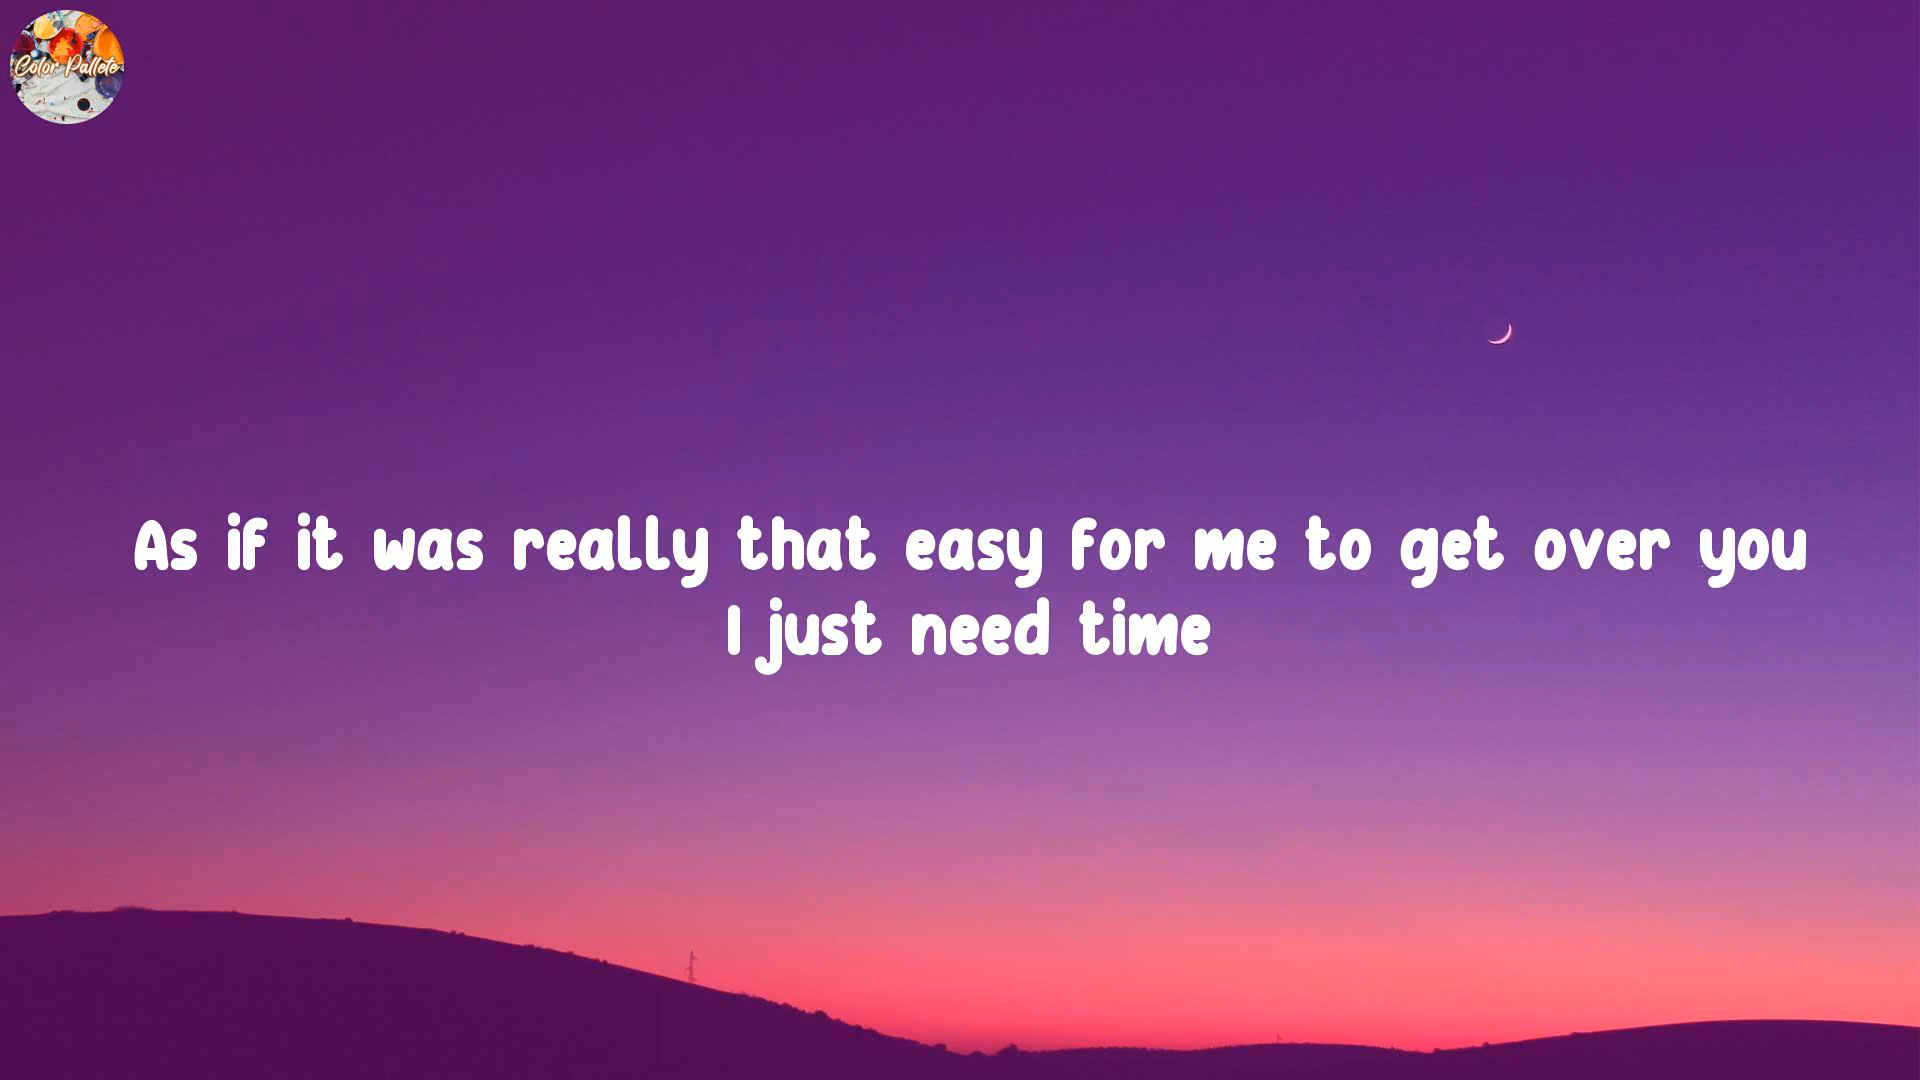 Color Pallete
As if it was really that easy for me to get over you
I just need time